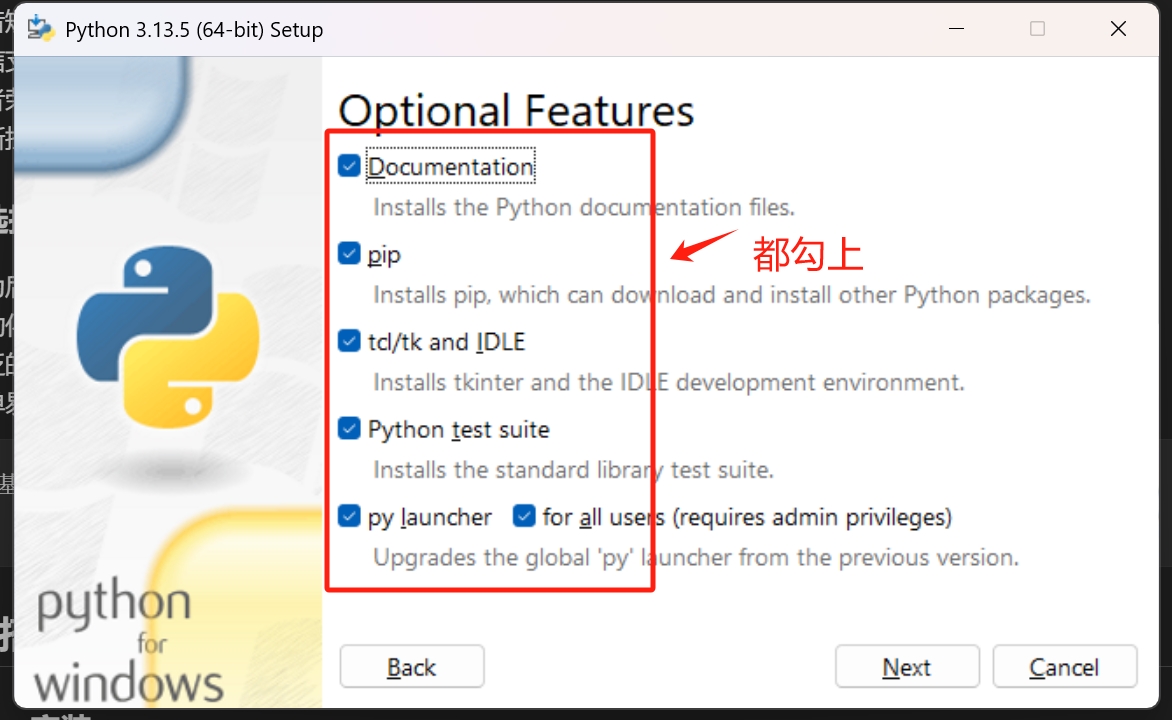 Python 3.13.5 (64-bit) Setup
Optional Features
Documentation
Installs the Python documentation files.
pip
都勾上
Installs pip, which can download and install other Python packages.
tcl/tk and IDLE
Installs tkinter and the IDLE development environment.
Python test suite
Installs the standard library test suite.
py launcher for all users (requires admin privileges)
Upgrades the global 'py' launcher from the previous version.
python
for
windows
Back Next Cancel